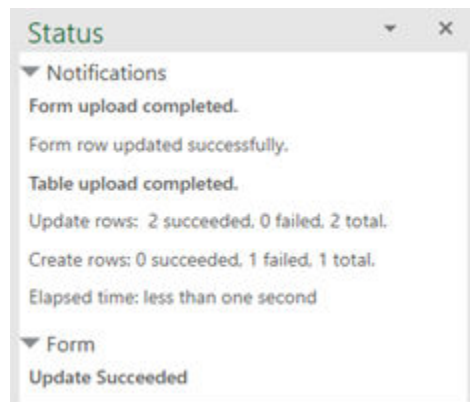 Status
Notifications
Form upload completed.
Form row updated successfully.
Table upload completed.
Update rows: 2 succeeded, 0 failed, 2 total.
Create rows: 0 succeeded, 1 failed, 1 total.
Elapsed time: less than one second
Form
Update Succeeded